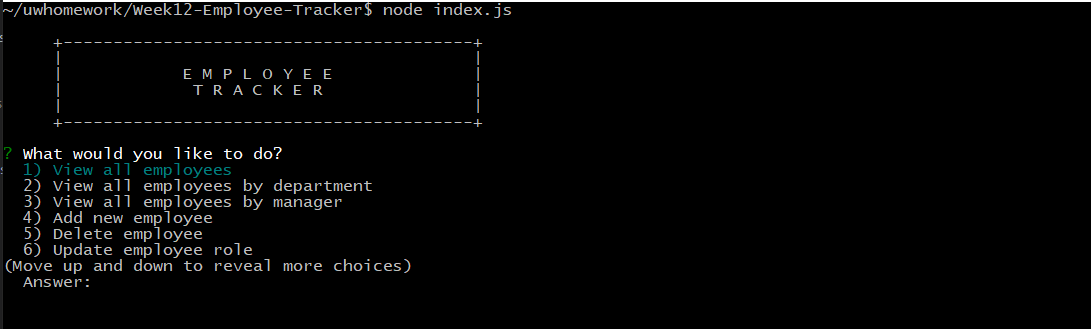 ~/uwhomework/Week12-Employee-Tracker$ node index.js
E M P L O Y E E
T R A C K E R
? What would you like to do?
1) View all employees
2) View all employees by department
3) View all employees by manager
4) Add new employee
5) Delete employee
6) Update employee role
(Move up and down to reveal more choices)
Answer: